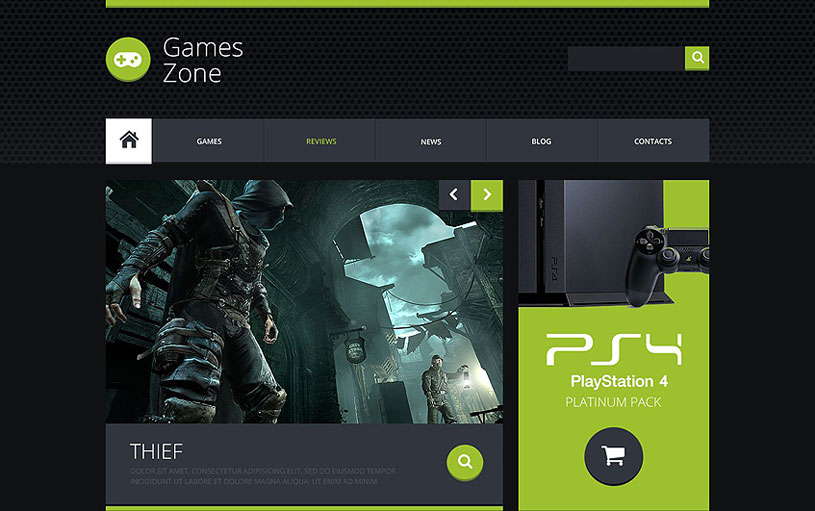 Games
Zone
GAMES
REVIEWS
NEWS
BLOG
CONTACTS
PS4
PS4
PlayStation 4
PLATINUM PACK
THIEF
DOLOR SIT AMET, CONSECTETUR ADIPISICING ELIT, SED DO EIUSMOD TEMPOR
INCIDIDUNT UT LABORE ET DOLORE MAGNA ALIQUA. UT ENIM AD MINIM